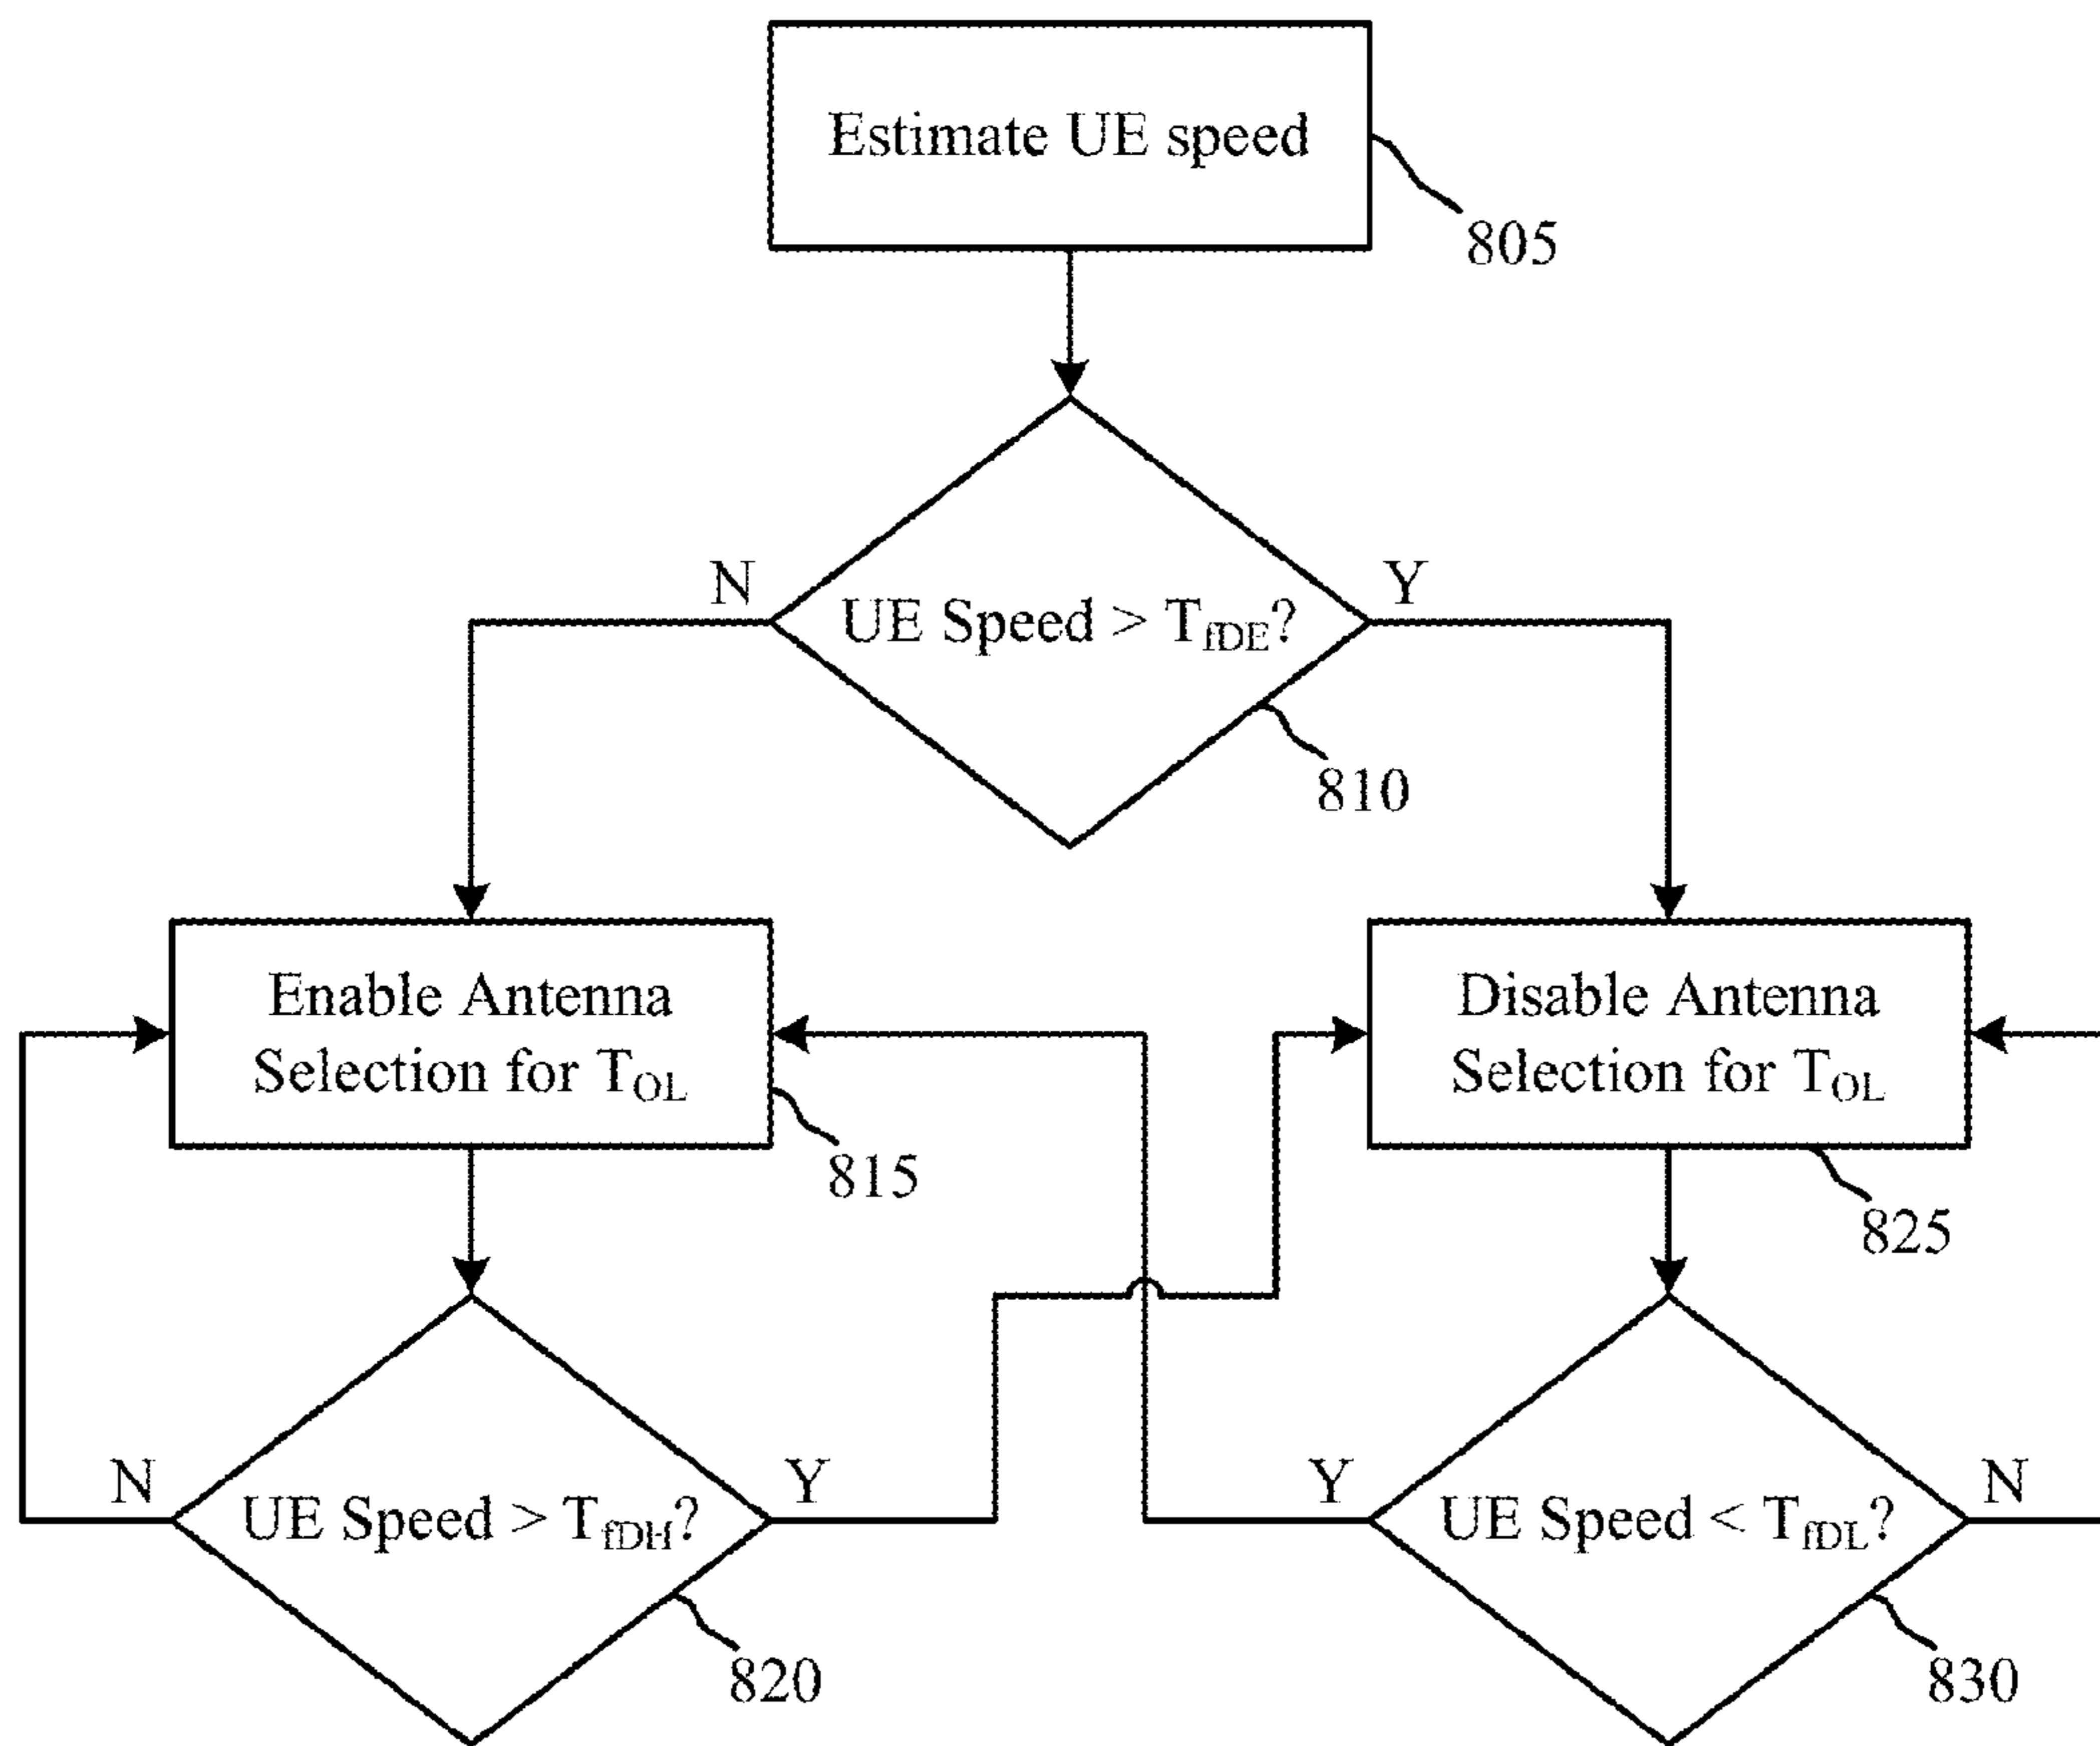 Estimate UE speed
805
N
Y
UE Speed > TfDE?
810
Enable Antenna
Selection for TOL
815
Disable Antenna
Selection for TOL
825
N
UE Speed > TfDH?
Y
820
Y
UE Speed < TfDL?
N
830